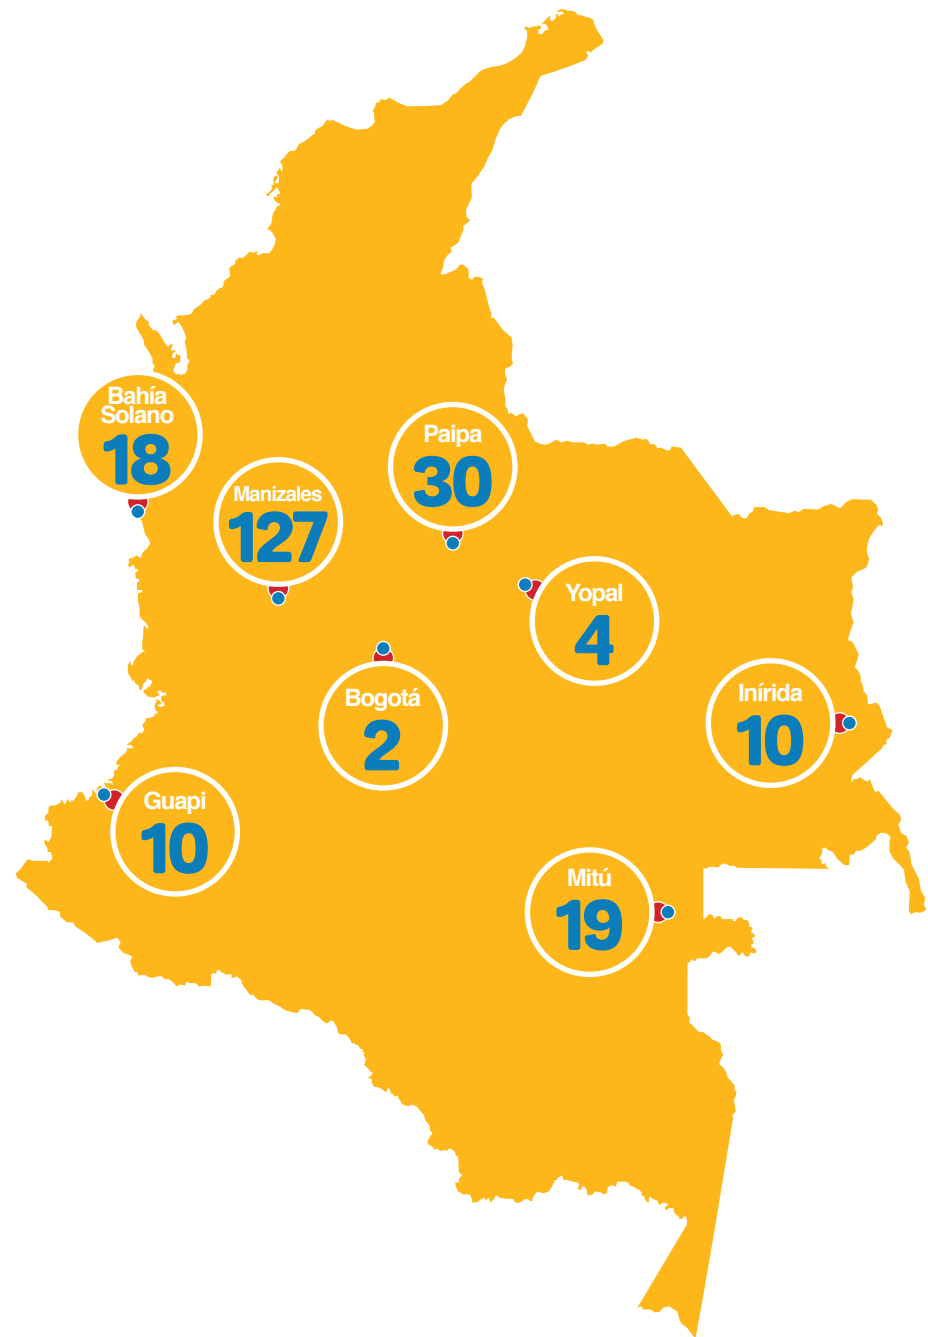 Bahía
Solano
18
Paipa
30
Manizales
127
Yopal
4
Bogotá
2
Inírida
10
Guapi
10
Mitú
19